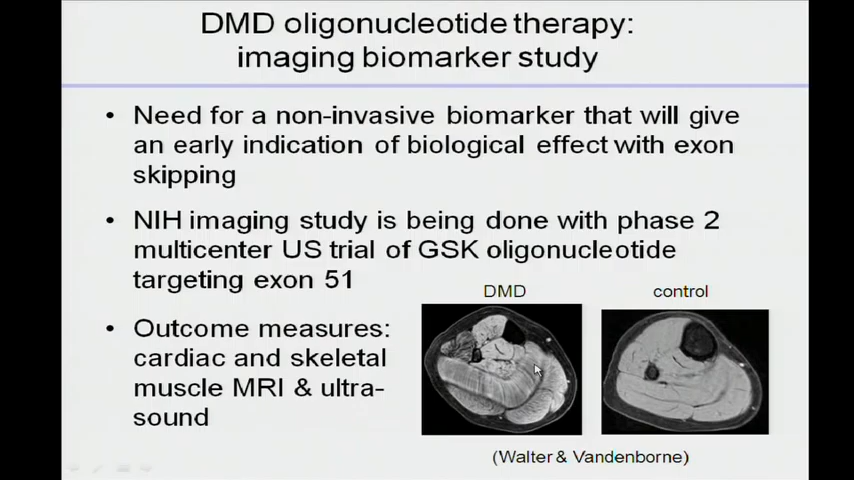 DMD oligonucleotide therapy:
imaging biomarker study
• Need for a non-invasive biomarker that will give
an early indication of biological effect with exon
skipping
• NIH imaging study is being done with phase 2
multicenter US trial of GSK oligonucleotide
targeting exon 51
• Outcome measures:
cardiac and skeletal
muscle MRI & ultra-
sound
DMD
control
(Walter & Vandenborne)